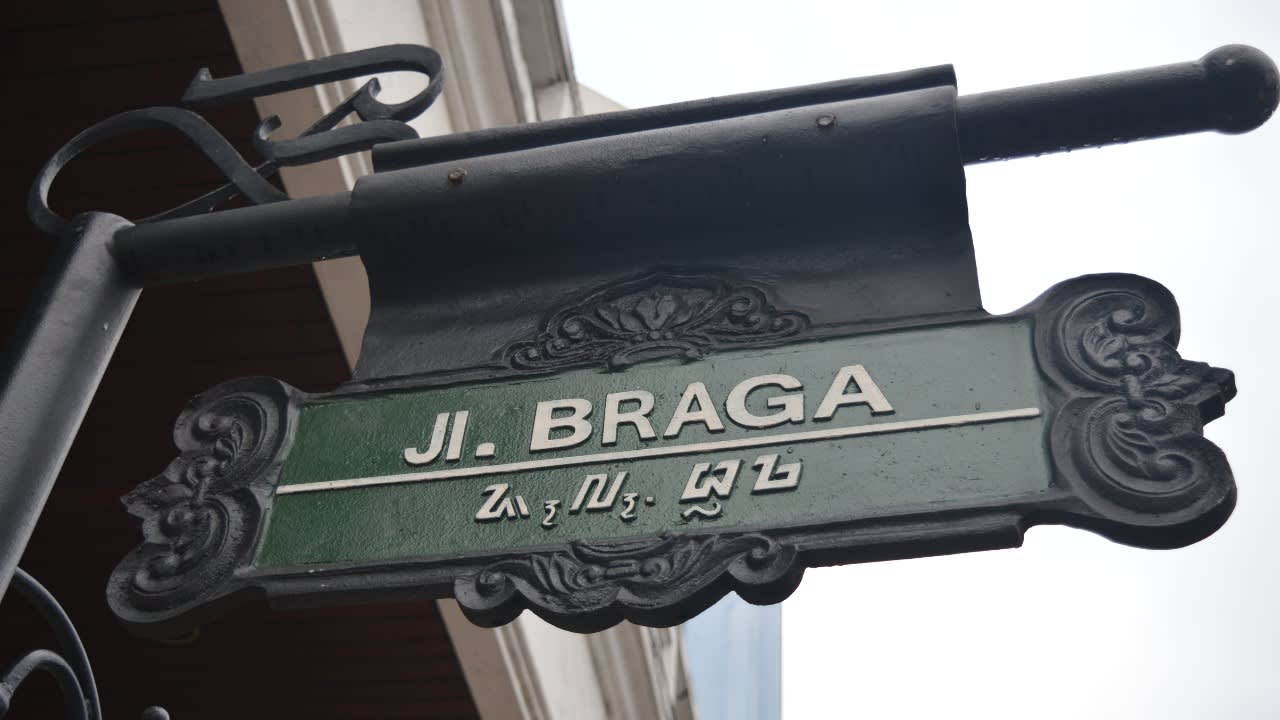 Jl. BRAGA
ᮏ᮪ᮜ᮪. ᮘᮢᮌ